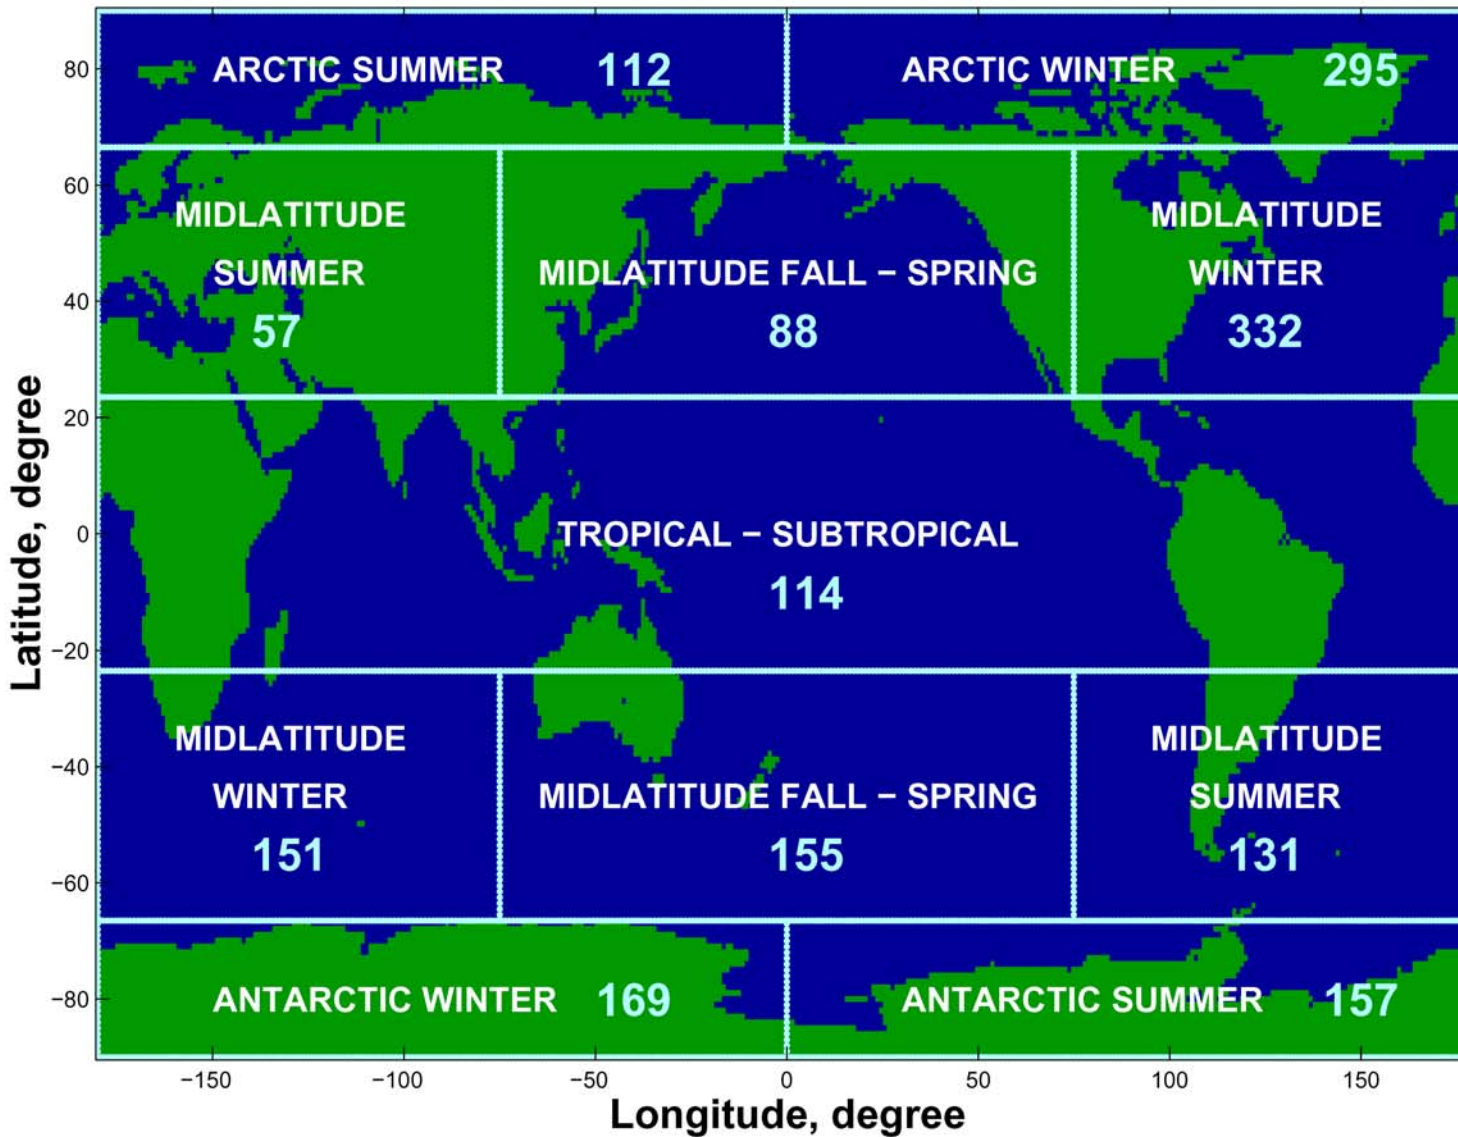 80
60
40
20
0
−20
−40
−60
−80
Latitude, degree
ARCTIC SUMMER 112
ARCTIC WINTER 295
MIDLATITUDE
SUMMER
57
MIDLATITUDE FALL − SPRING
88
MIDLATITUDE
WINTER
332
TROPICAL − SUBTROPICAL
114
MIDLATITUDE
WINTER
151
MIDLATITUDE FALL − SPRING
155
MIDLATITUDE
SUMMER
131
ANTARCTIC WINTER 169
ANTARCTIC SUMMER 157
−150 −100 −50 0 50 100 150
Longitude, degree